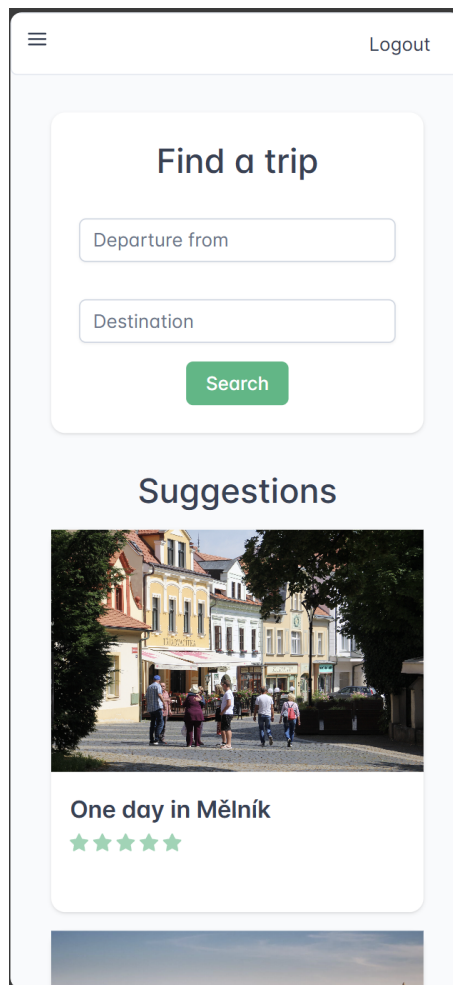 Logout
Find a trip
Departure from
Destination
Search
Suggestions
One day in Mělník